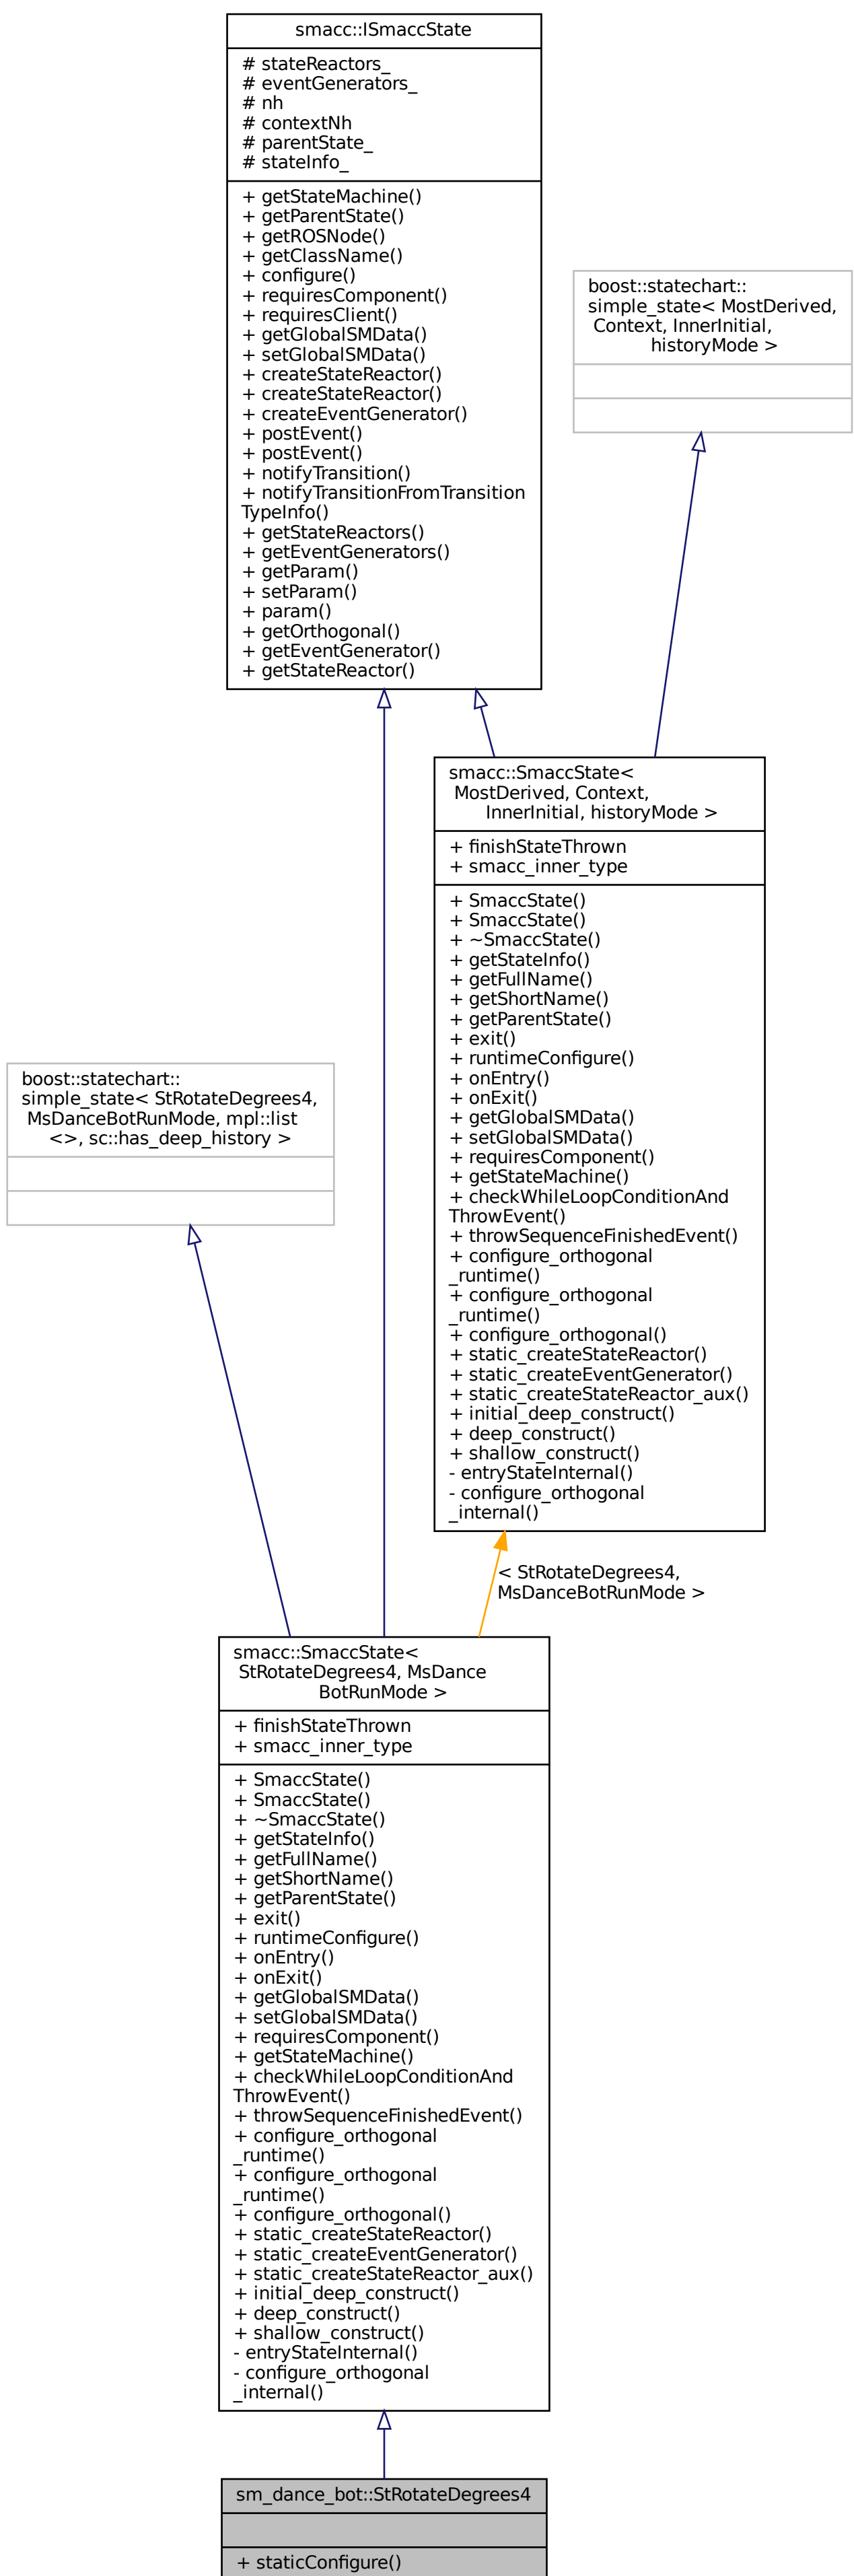 smacc::ISmaccState
# stateReactors_
# eventGenerators_
# nh
# contextNh
# parentState_
# stateInfo_
+ getStateMachine()
+ getParentState()
+ getROSNode()
+ getClassName()
+ configure()
+ requiresComponent()
+ requiresClient()
+ getGlobalSMData()
+ setGlobalSMData()
+ createStateReactor()
+ createStateReactor()
+ createEventGenerator()
+ postEvent()
+ postEvent()
+ notifyTransition()
+ notifyTransitionFromTransition
TypeInfo()
+ getStateReactors()
+ getEventGenerators()
+ getParam()
+ setParam()
+ param()
+ getOrthogonal()
+ getEventGenerator()
+ getStateReactor()
boost::statechart::
simple_state< MostDerived,
Context, InnerInitial,
historyMode >
smacc::SmaccState<
MostDerived, Context,
InnerInitial, historyMode >
+ finishStateThrown
+ smacc_inner_type
+ SmaccState()
+ SmaccState()
+ ~SmaccState()
+ getStateInfo()
+ getFullName()
+ getShortName()
+ getParentState()
+ exit()
+ runtimeConfigure()
+ onEntry()
+ onExit()
+ getGlobalSMData()
+ setGlobalSMData()
+ requiresComponent()
+ getStateMachine()
+ checkWhileLoopConditionAnd
ThrowEvent()
+ throwSequenceFinishedEvent()
+ configure_orthogonal
_runtime()
+ configure_orthogonal
_runtime()
+ configure_orthogonal()
+ static_createStateReactor()
+ static_createEventGenerator()
+ static_createStateReactor_aux()
+ initial_deep_construct()
+ deep_construct()
+ shallow_construct()
- entryStateInternal()
- configure_orthogonal
_internal()
boost::statechart::
simple_state< StRotateDegrees4,
MsDanceBotRunMode, mpl::list
<>, sc::has_deep_history >
< StRotateDegrees4,
MsDanceBotRunMode >
smacc::SmaccState<
StRotateDegrees4, MsDance
BotRunMode >
+ finishStateThrown
+ smacc_inner_type
+ SmaccState()
+ SmaccState()
+ ~SmaccState()
+ getStateInfo()
+ getFullName()
+ getShortName()
+ getParentState()
+ exit()
+ runtimeConfigure()
+ onEntry()
+ onExit()
+ getGlobalSMData()
+ setGlobalSMData()
+ requiresComponent()
+ getStateMachine()
+ checkWhileLoopConditionAnd
ThrowEvent()
+ throwSequenceFinishedEvent()
+ configure_orthogonal
_runtime()
+ configure_orthogonal
_runtime()
+ configure_orthogonal()
+ static_createStateReactor()
+ static_createEventGenerator()
+ static_createStateReactor_aux()
+ initial_deep_construct()
+ deep_construct()
+ shallow_construct()
- entryStateInternal()
- configure_orthogonal
_internal()
sm_dance_bot::StRotateDegrees4
+ staticConfigure()